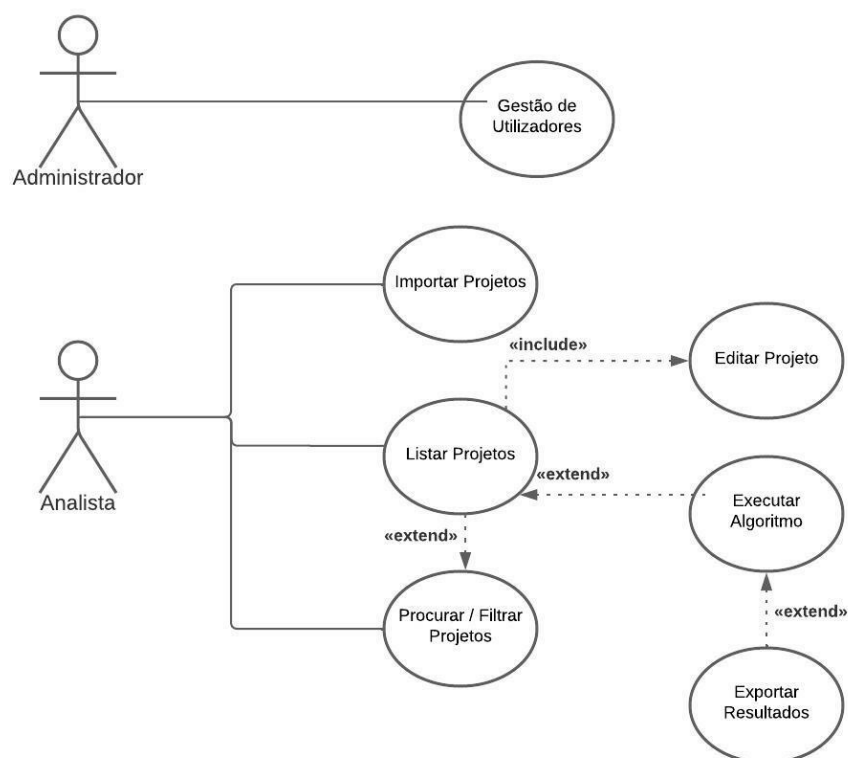 Gestão de
Utilizadores
Administrador
Importar Projetos
«include»
Editar Projeto
Listar Projetos
«extend»
Executar
Algoritmo
Analista
«extend»
Procurar / Filtrar
Projetos
«extend»
Exportar
Resultados